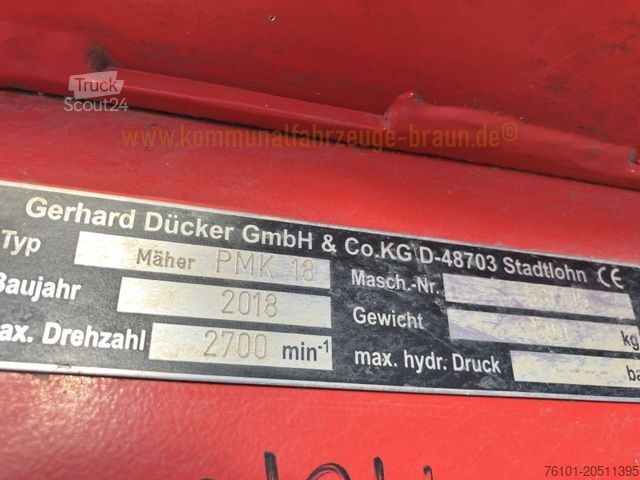 Truck
Scout24
www.kommunalfahrzeuge-braun.de©
Gerhard Dücker GmbH & Co.KG D-48703 Stadtlohn CE
Typ Mäher PMK 18 Masch.-Nr.
Baujahr 2018 Gewicht kg
ax. Drehzahl 2700 min-1 max. hydr. Druck ba
76101-20511395